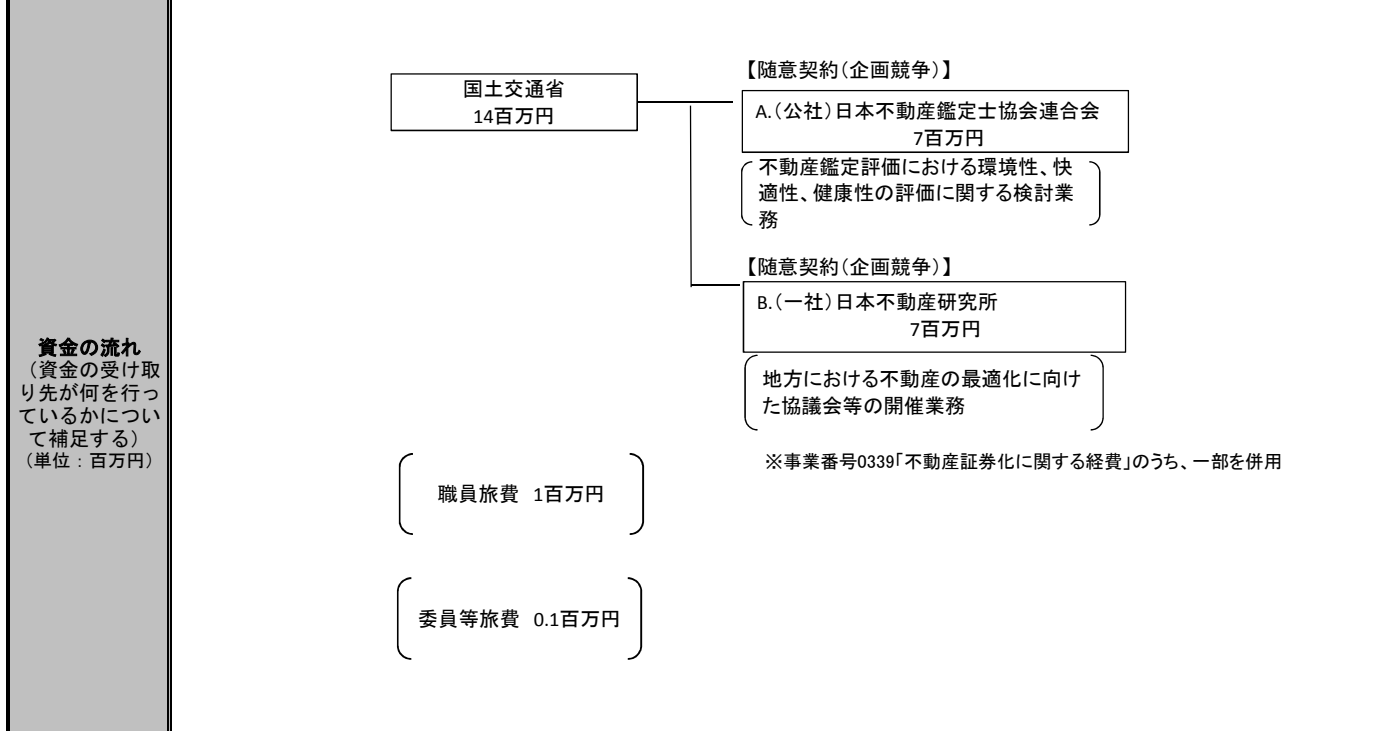 資金の流れ
（資金の受け取
り先が何を行っ
ているかについ
て補足する）
（単位：百万円）
国土交通省
14百万円
【随意契約（企画競争）】
A.（公社）日本不動産鑑定士協会連合会
7百万円
不動産鑑定評価における環境性、快
適性、健康性の評価に関する検討業
務
【随意契約（企画競争）】
B.（一社）日本不動産研究所
7百万円
地方における不動産の最適化に向け
た協議会等の開催業務
※事業番号0339「不動産証券化に関する経費」のうち、一部を併用
職員旅費 1百万円
委員等旅費 0.1百万円